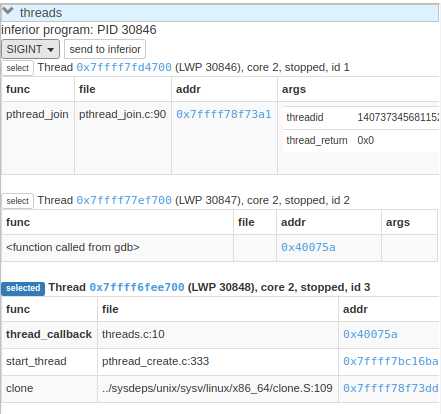 threads
inferior program: PID 30846
SIGINT send to inferior
select Thread 0x7ffff7fd4700 (LWP 30846), core 2, stopped, id 1
func file addr args
pthread_join pthread_join.c:90 0x7ffff78f73a1 threadid 140737345681152
thread_return 0x0
select Thread 0x7ffff77ef700 (LWP 30847), core 2, stopped, id 2
func file addr args
<function called from gdb> 0x40075a
selected Thread 0x7ffff6fee700 (LWP 30848), core 2, stopped, id 3
func file addr
thread_callback threads.c:10 0x40075a
start_thread pthread_create.c:333 0x7ffff7bc16ba
clone ../sysdeps/unix/sysv/linux/x86_64/clone.S:109 0x7ffff78f73dd